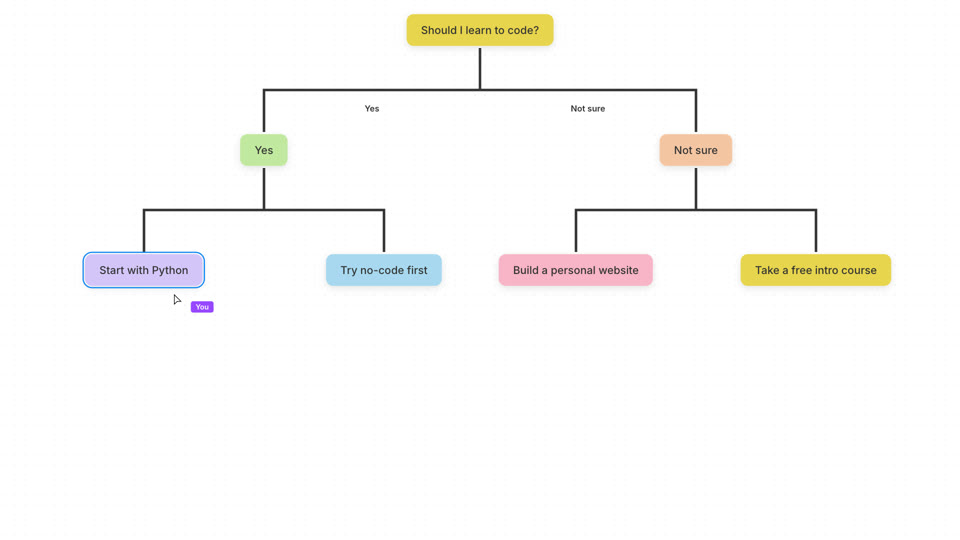 Should I learn to code?
Yes
Not sure
Yes
Not sure
Start with Python
Try no-code first
Build a personal website
Take a free intro course
You